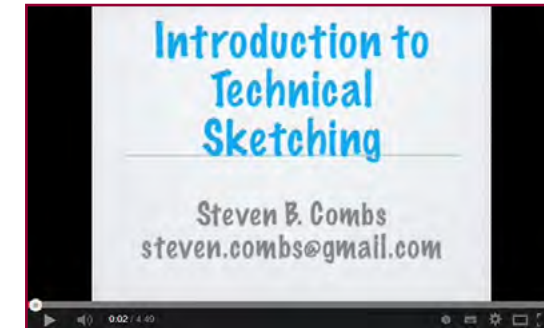 Introduction to
Technical
Sketching
Steven B. Combs
steven.combs@gmail.com
0:02 / 4:49